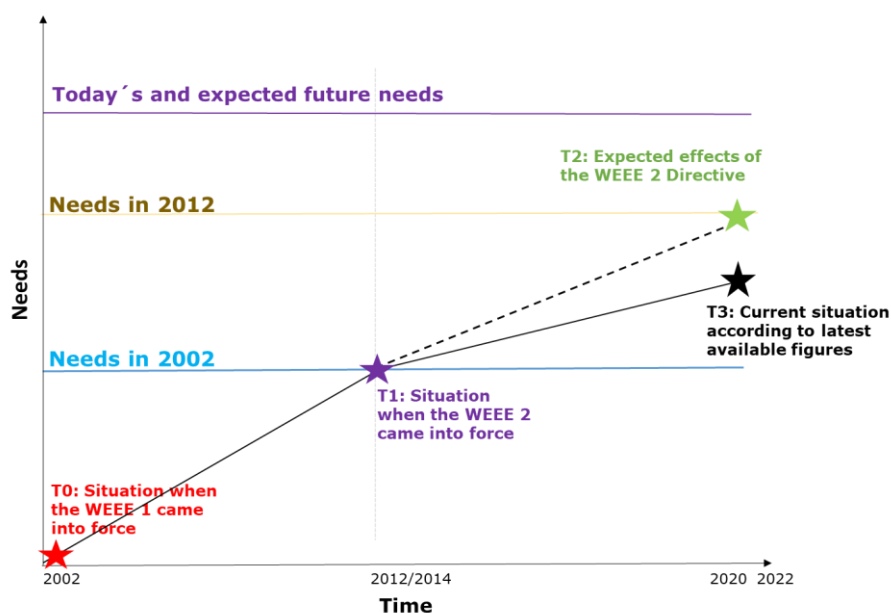 Today´s and expected future needs
T2: Expected effects of
the WEEE 2 Directive
Needs in 2012
Needs
T3: Current situation
according to latest
available figures
Needs in 2002
T1: Situation
when the WEEE 2
came into force
T0: Situation when
the WEEE 1 came
into force
2002
2012/2014
2020 2022
Time